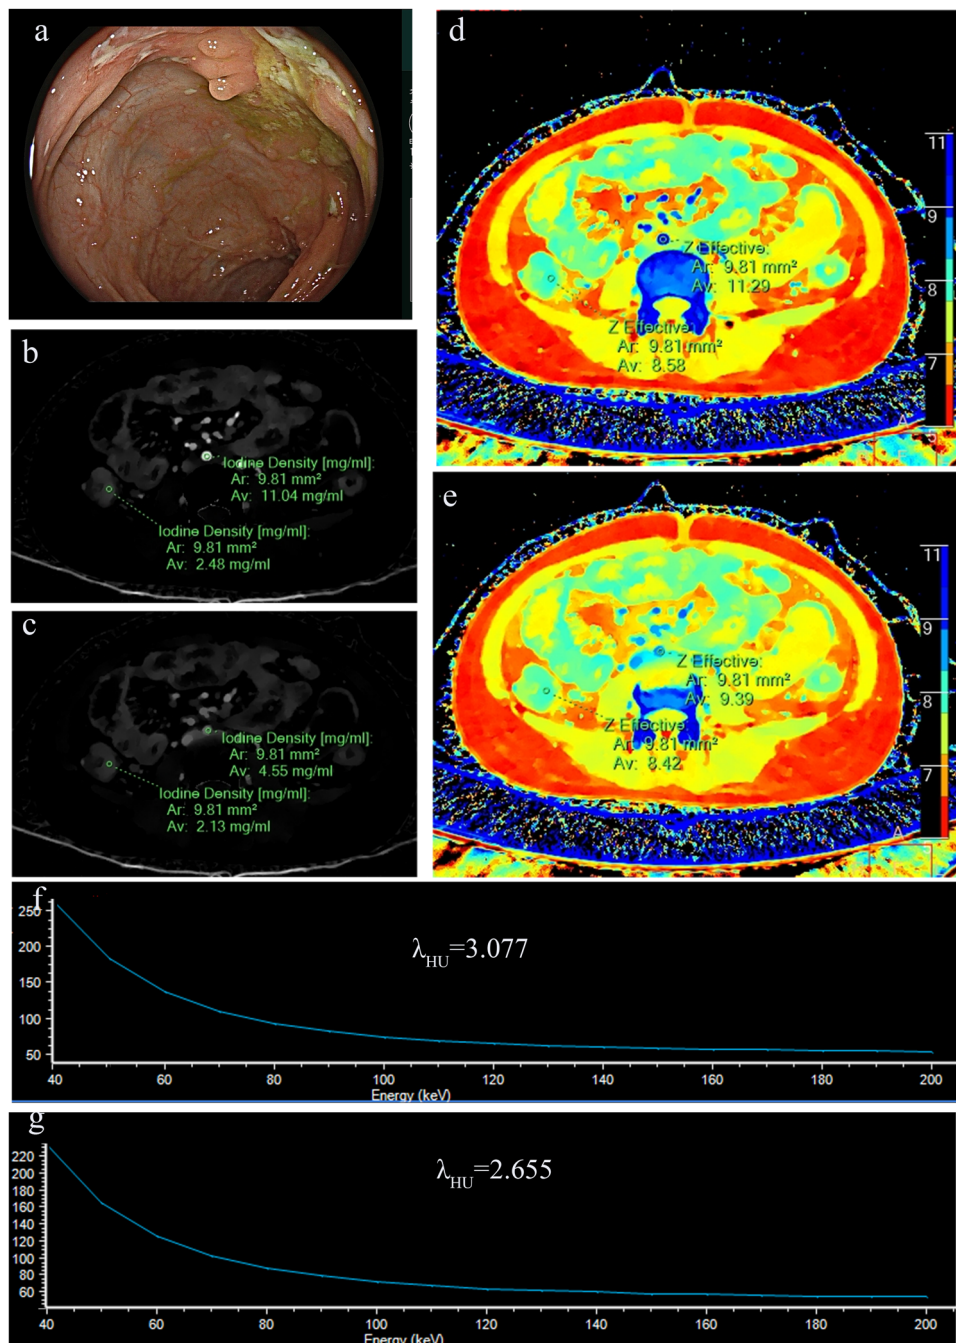 a
b
Iodine Density [mg/ml]:
Ar: 9.81 mm²
Av: 11.04 mg/ml
Iodine Density [mg/ml]:
Ar: 9.81 mm²
Av: 2.48 mg/ml
c
Iodine Density [mg/ml]:
Ar: 9.81 mm²
Av: 4.55 mg/ml
Iodine Density [mg/ml]:
Ar: 9.81 mm²
Av: 2.13 mg/ml
d
Z Effective:
Ar: 9.81 mm²
Av: 11.29
Z Effective:
Ar: 9.81 mm²
Av: 8.58
11
9
8
7
5
A
e
Z Effective:
Ar: 9.81 mm²
Av: 9.39
Z Effective:
Ar: 9.81 mm²
Av: 8.42
11
9
8
7
A
f
λHU=3.077
250
200
150
100
50
40 60 80 100 120 140 160 180 200
Energy (keV)
g
λHU=2.655
220
200
180
160
140
120
100
80
60
40 60 80 100 120 140 160 180 200
Energy (keV)